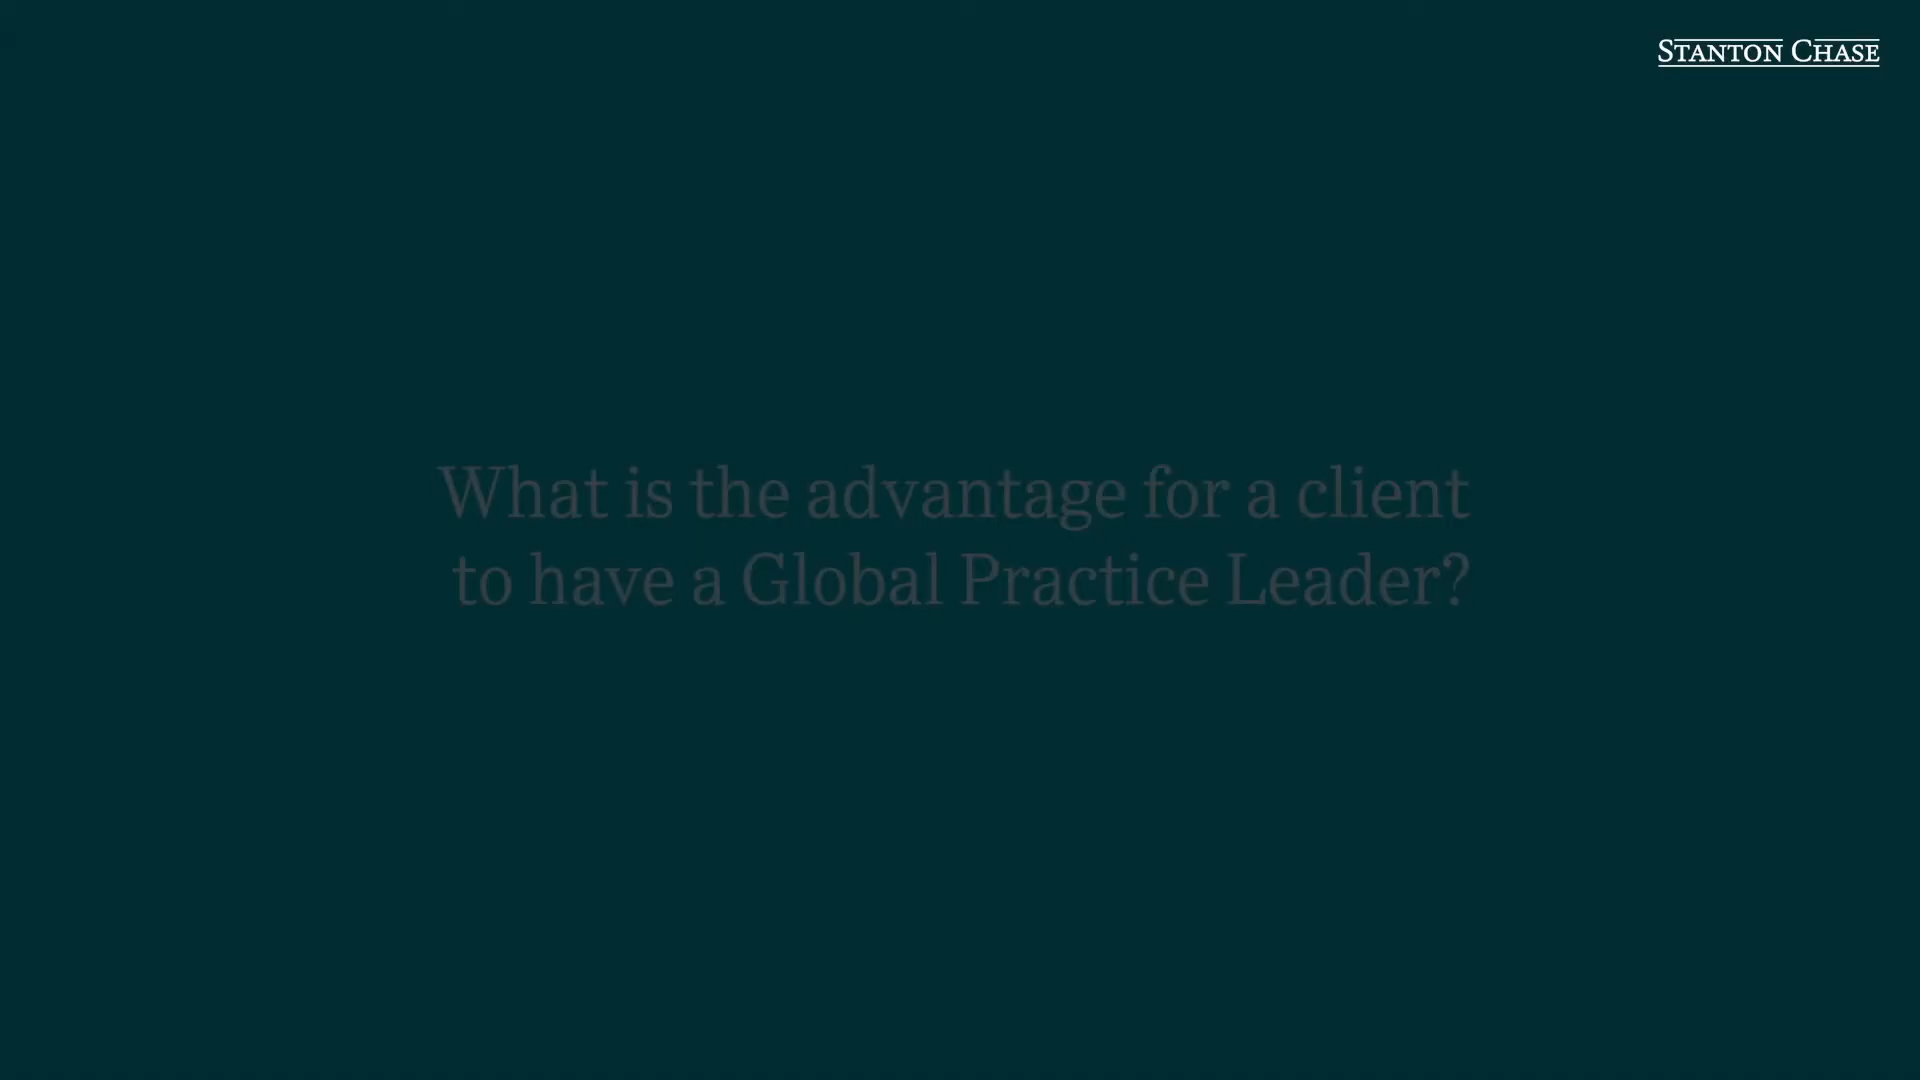 STANTON CHASE
What is the advantage for a client
to have a Global Practice Leader?